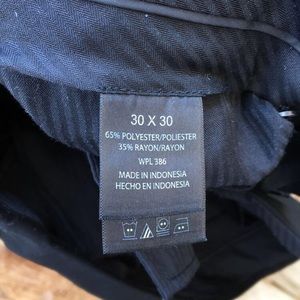 30 X 30
65% POLYESTER/POLIESTER
35% RAYON/RAYON
WPL 386
MADE IN INDONESIA
HECHO EN INDONESIA